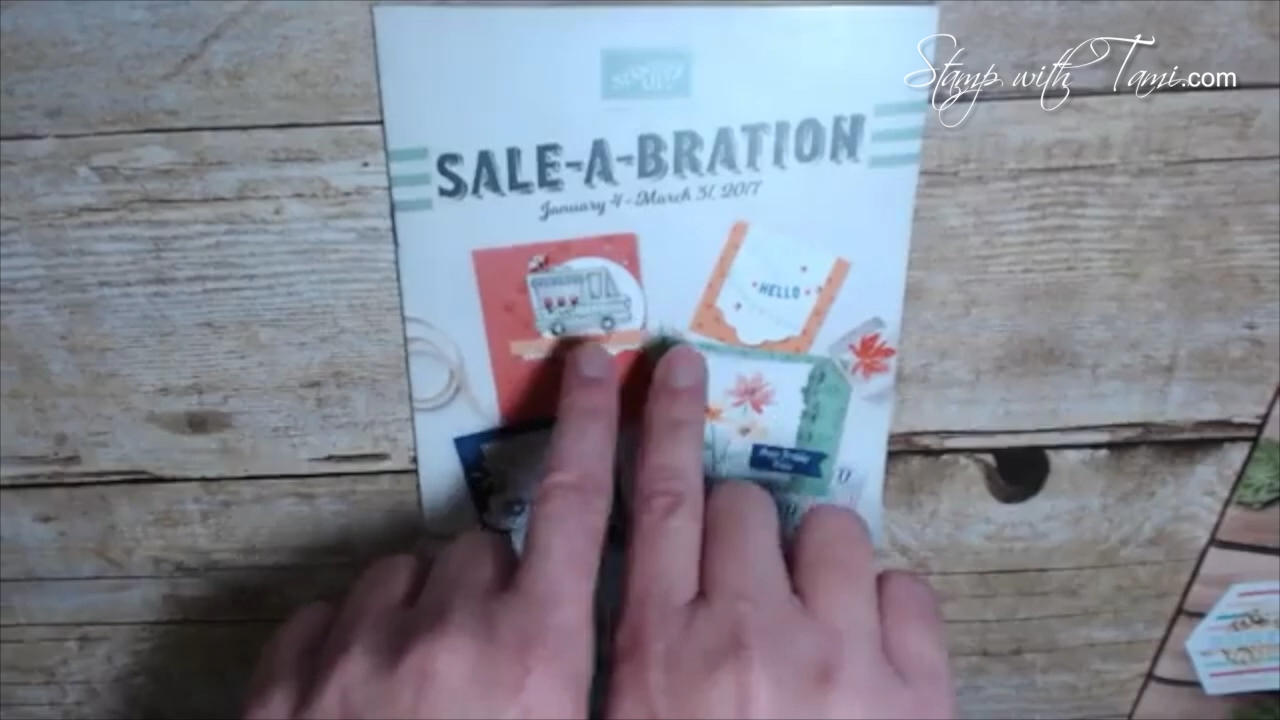 Stamp with Tami.com
STAMPIN' UP!
SALE-A-BRATION
January 4 - March 31, 2017
HELLO